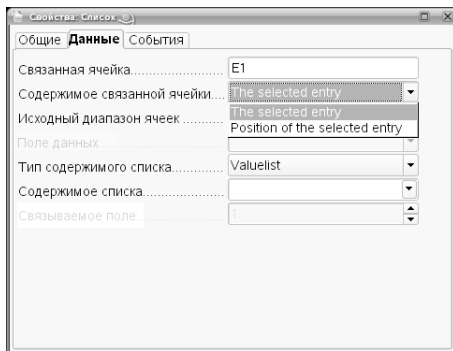 Свойства: Список
Общие Данные События
Связанная ячейка E1
Содержимое связанной ячейки The selected entry
The selected entry
Исходный диапазон ячеек Position of the selected entry
Поле данных
Тип содержимого списка Valuelist
Содержимое списка
Связываемое поле 1